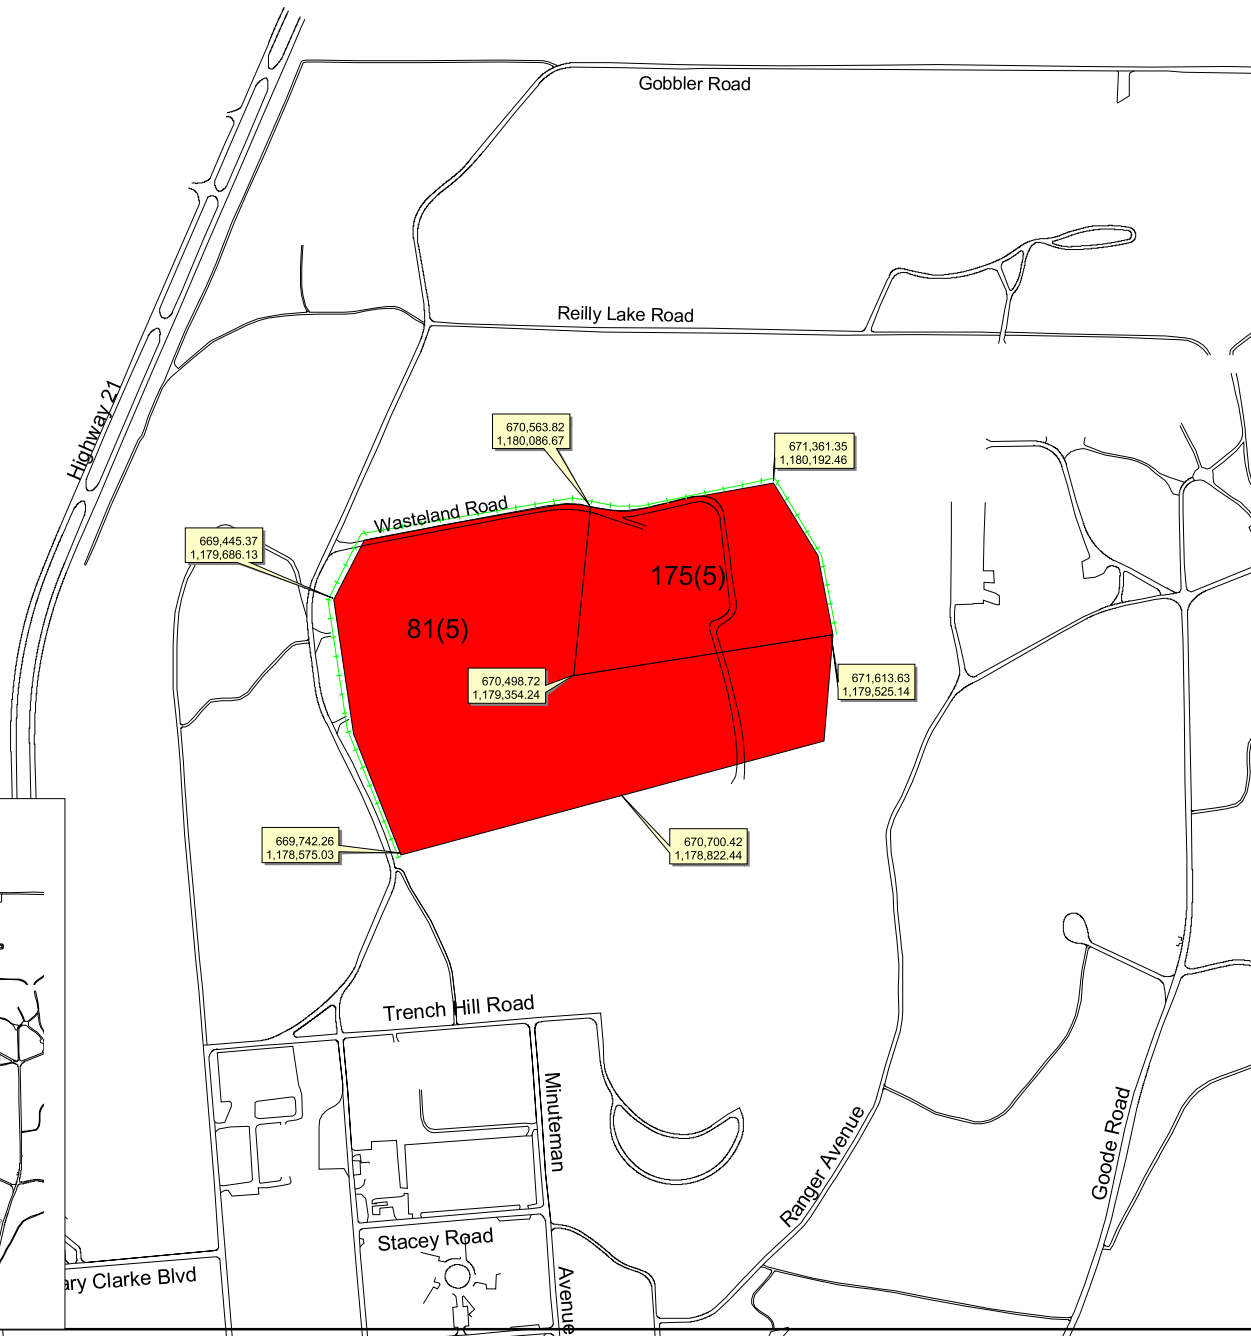 Gobbler Road
Reilly Lake Road
Highway 21
670,563.82
1,180,086.67
671,361.35
1,180,192.46
Wasteland Road
669,445.37
1,179,686.13
175(5)
81(5)
670,498.72
1,179,354.24
671,613.63
1,179,525.14
669,742.26
1,178,575.03
670,700.42
1,178,822.44
Trench Hill Road
Minuteman
Avenue
Ranger Avenue
Goode Road
Stacey Road
ary Clarke Blvd